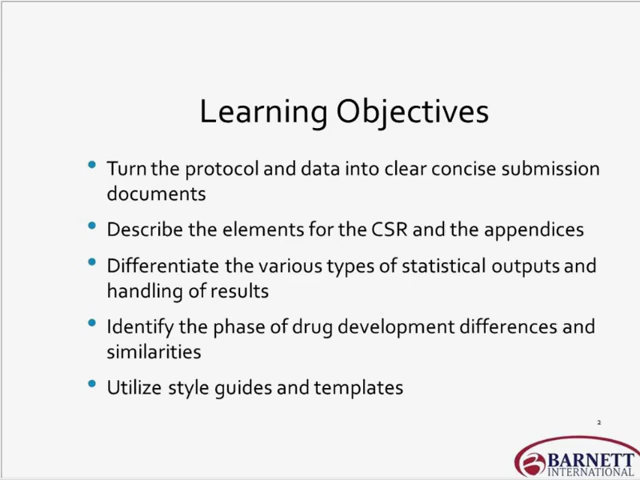 Learning Objectives
Turn the protocol and data into clear concise submission
documents
Describe the elements for the CSR and the appendices
Differentiate the various types of statistical outputs and
handling of results
Identify the phase of drug development differences and
similarities
Utilize style guides and templates
2
BARNETT
INTERNATIONAL